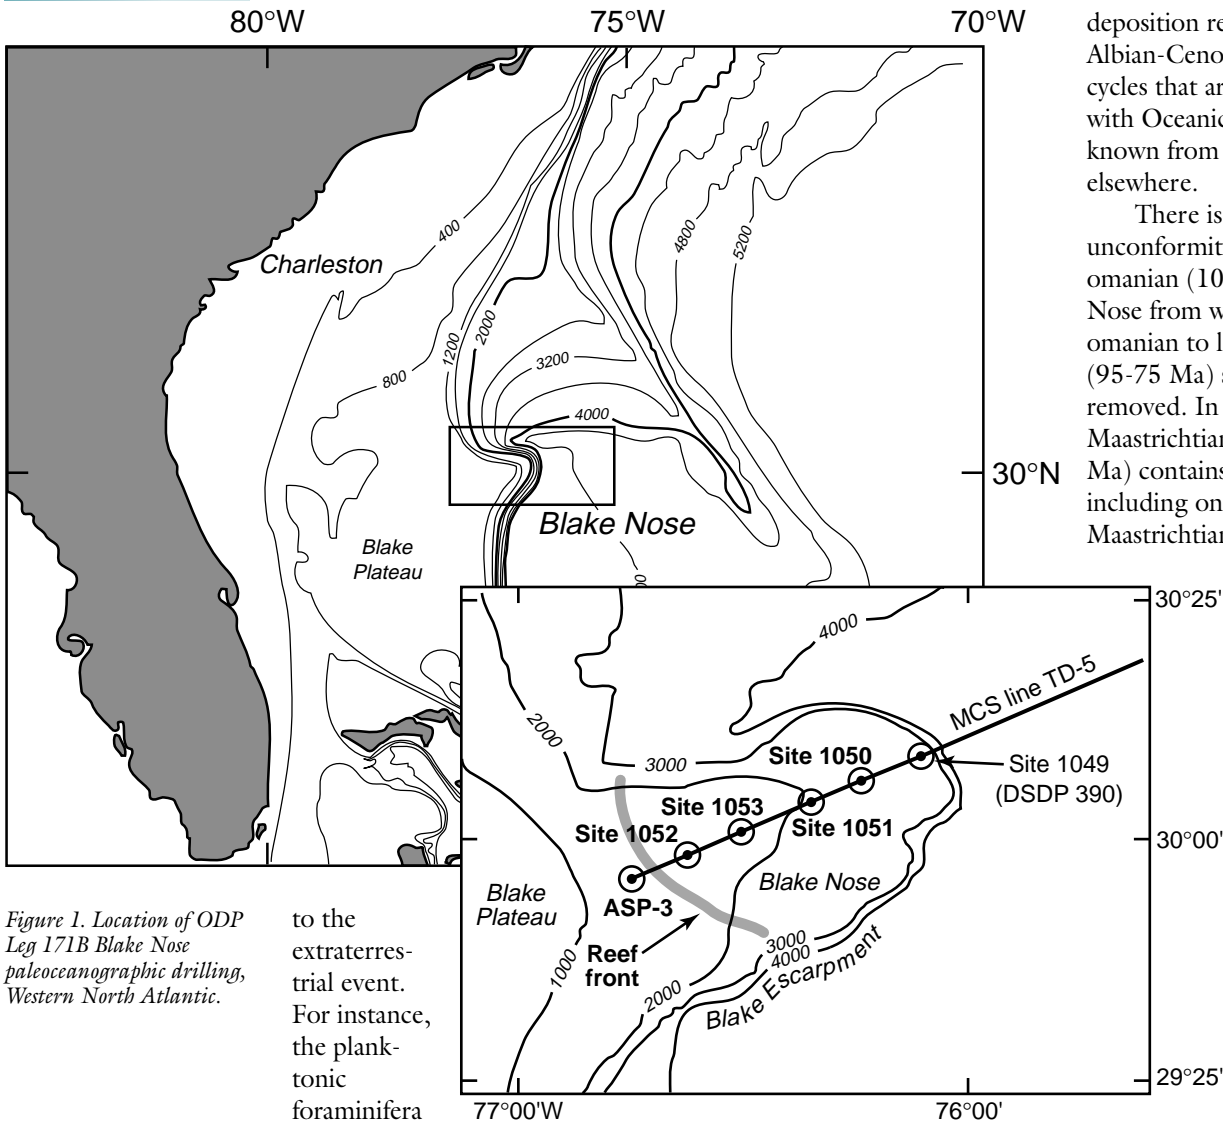 80°W
75°W
70°W
400
Charleston
4800
5200
1200
2000
3200
800
4000
30°N
Blake Nose
Blake
Plateau
30°25'
4000
MCS line TD-5
2000
3000
Site 1050
Site 1049
(DSDP 390)
Site 1053
Site 1052
Site 1051
30°00'
Blake Nose
ASP-3
Blake
Plateau
Reef
front
1000
3000
4000
2000
Blake Escarpment
29°25'
77°00'W
76°00'
Figure 1. Location of ODP
Leg 171B Blake Nose
paleoceanographic drilling,
Western North Atlantic.
to the
extraterres-
trial event.
For instance,
the plank-
tonic
foraminifera
deposition re
Albian-Ceno
cycles that ar
with Oceanic
known from
elsewhere.
There is
unconformit
omanian (10
Nose from w
omanian to l
(95-75 Ma) s
removed. In
Maastrichtian
Ma) contains
including on
Maastrichtian